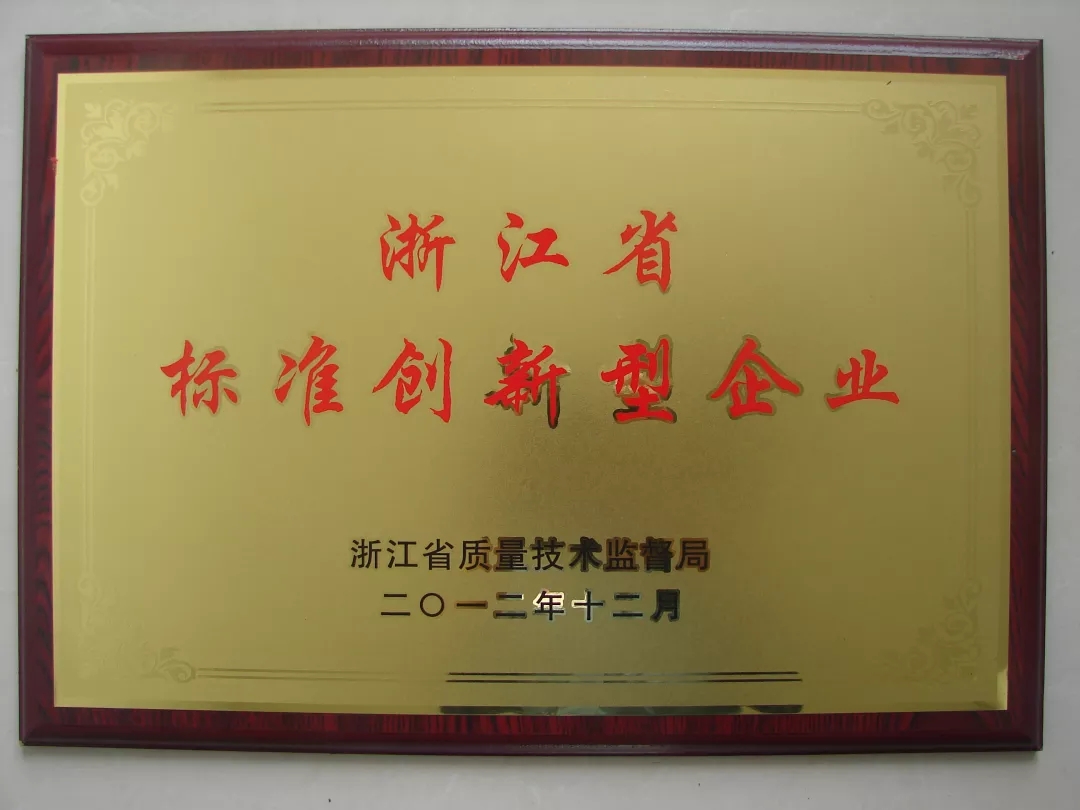 浙江省
标准创新型企业
浙江省质量技术监督局
二〇一二年十二月